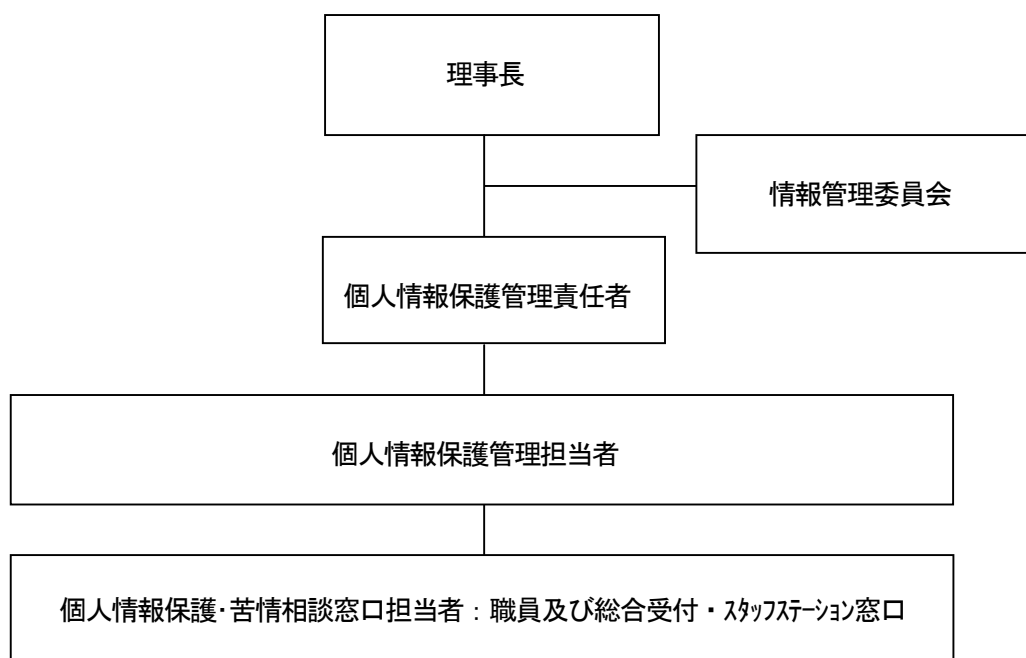 理事長
情報管理委員会
個人情報保護管理責任者
個人情報保護管理担当者
個人情報保護・苦情相談窓口担当者：職員及び総合受付・ｽﾀｯﾌｽﾃｰｼｮﾝ窓口